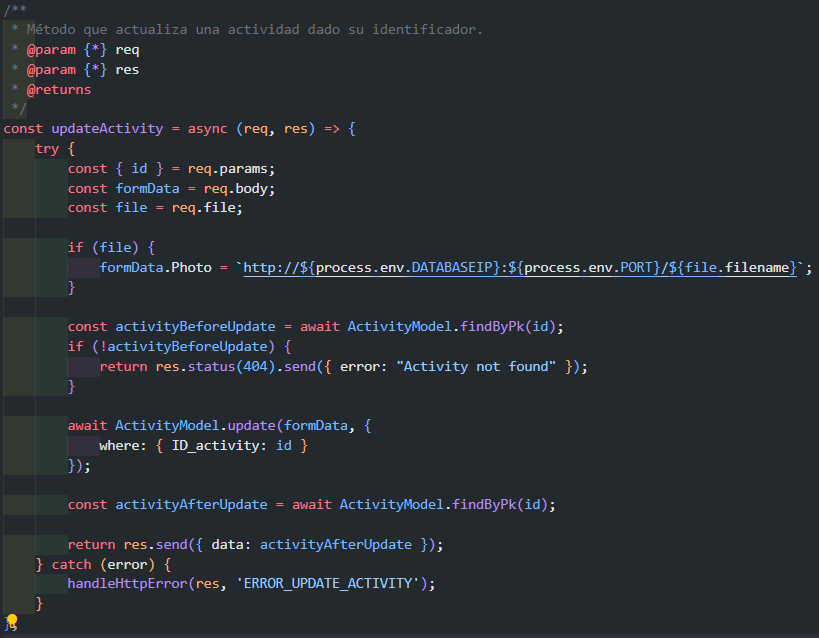 /**
 * Método que actualiza una actividad dado su identificador.
 * @param {*} req
 * @param {*} res
 * @returns
 */
const updateActivity = async (req, res) => {
    try {
        const { id } = req.params;
        const formData = req.body;
        const file = req.file;

        if (file) {
            formData.Photo = `http://${process.env.DATABASEIP}:${process.env.PORT}/${file.filename}`;
        }

        const activityBeforeUpdate = await ActivityModel.findByPk(id);
        if (!activityBeforeUpdate) {
            return res.status(404).send({ error: "Activity not found" });
        }

        await ActivityModel.update(formData, {
            where: { ID_activity: id }
        });

        const activityAfterUpdate = await ActivityModel.findByPk(id);

        return res.send({ data: activityAfterUpdate });
    } catch (error) {
        handleHttpError(res, 'ERROR_UPDATE_ACTIVITY');
    }
};